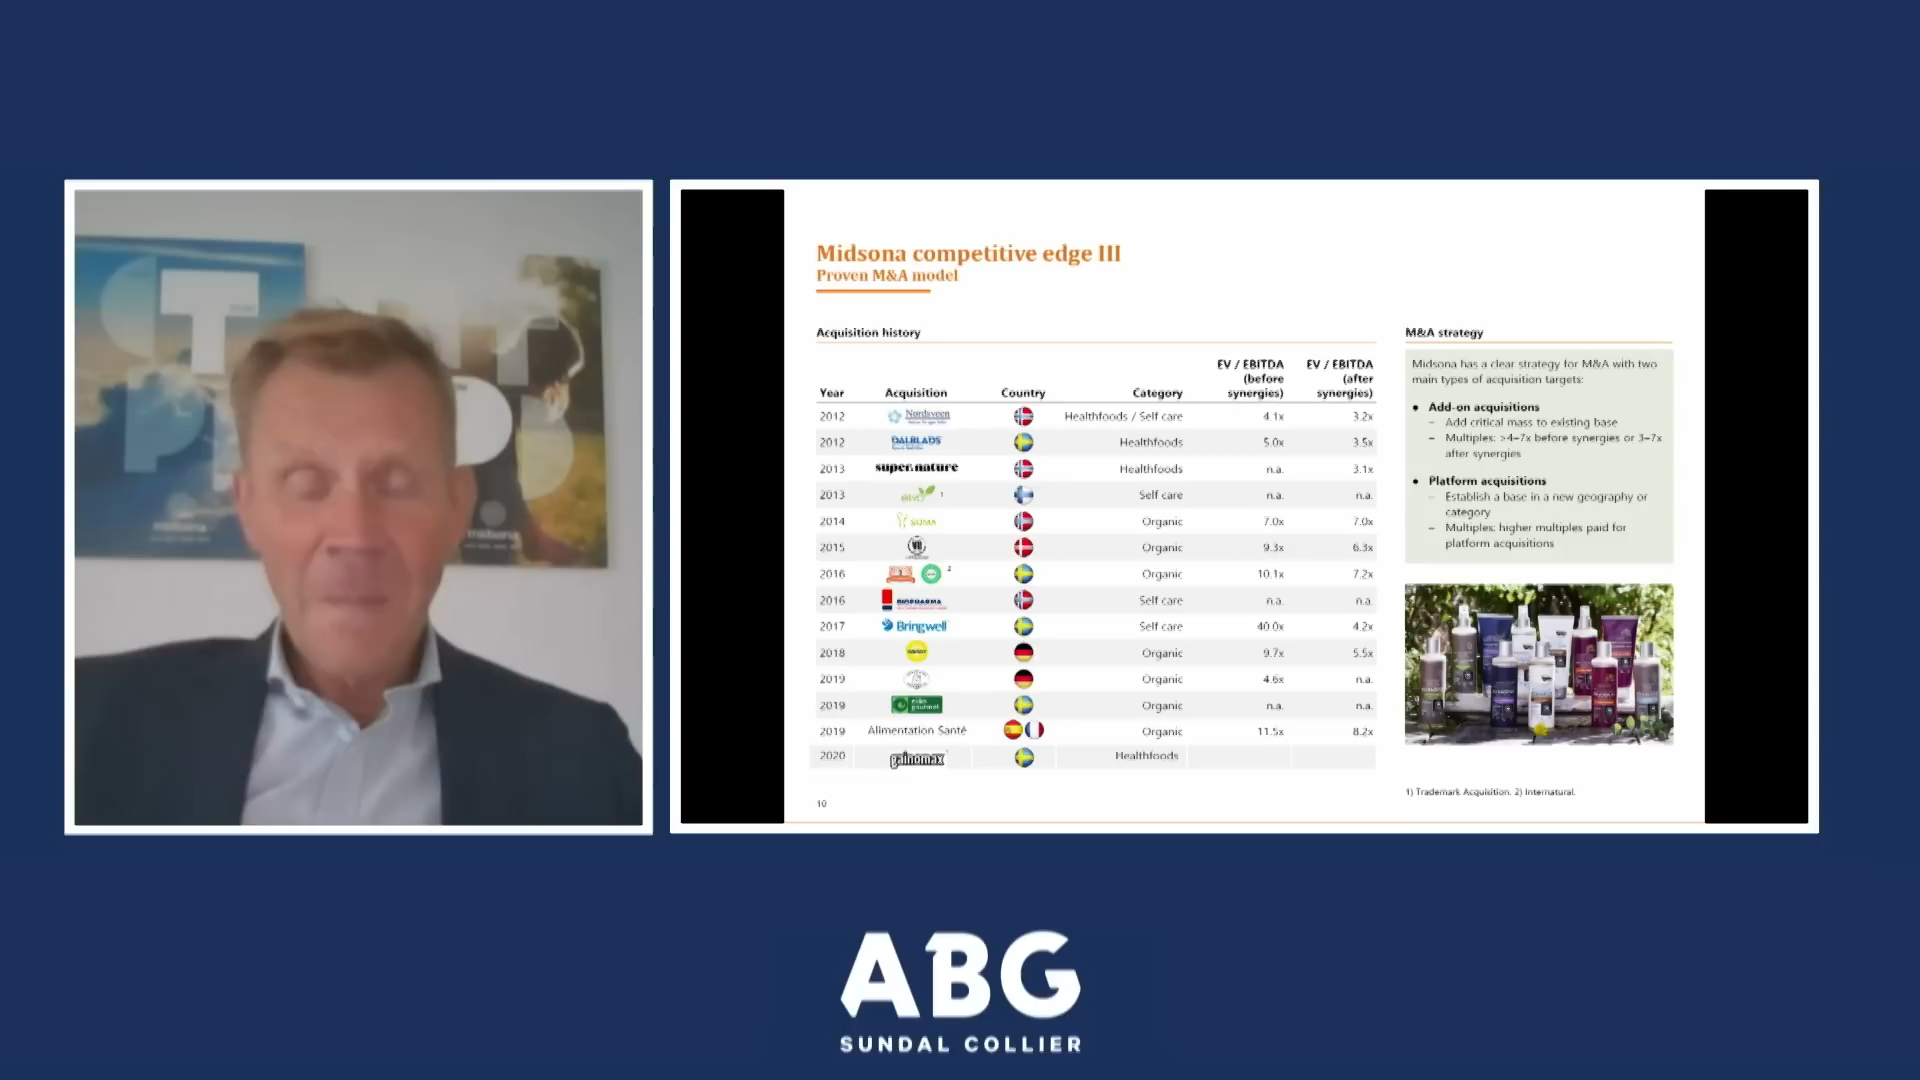 Midsona competitive edge III
Proven M&A model
Acquisition history
Year Acquisition Country Category EV / EBITDA (before synergies) EV / EBITDA (after synergies)
2012 Nordsveen Healthfoods / Self care 4.1x 3.2x
2012 DALBLADS Healthfoods 5.0x 3.5x
2013 super.nature Healthfoods n.a. 3.1x
2013 1 Self care n.a. n.a.
2014 SUMA Organic 7.0x 7.0x
2015 Organic 9.3x 6.3x
2016 2 Organic 10.1x 7.2x
2016 BIOPHARMA Self care n.a. n.a.
2017 Bringwell Self care 40.0x 4.2x
2018 Organic 9.7x 5.5x
2019 Organic 4.6x n.a.
2019 gourmet Organic n.a. n.a.
2019 Alimentation Santé Organic 11.5x 8.2x
2020 gainomax Healthfoods
10
M&A strategy
Midsona has a clear strategy for M&A with two
main types of acquisition targets:
● Add-on acquisitions
– Add critical mass to existing base
– Multiples: >4–7x before synergies or 3–7x
after synergies
● Platform acquisitions
– Establish a base in a new geography or
category
– Multiples: higher multiples paid for
platform acquisitions
1) Trademark Acquisition. 2) Internatural.
ABG
SUNDAL COLLIER